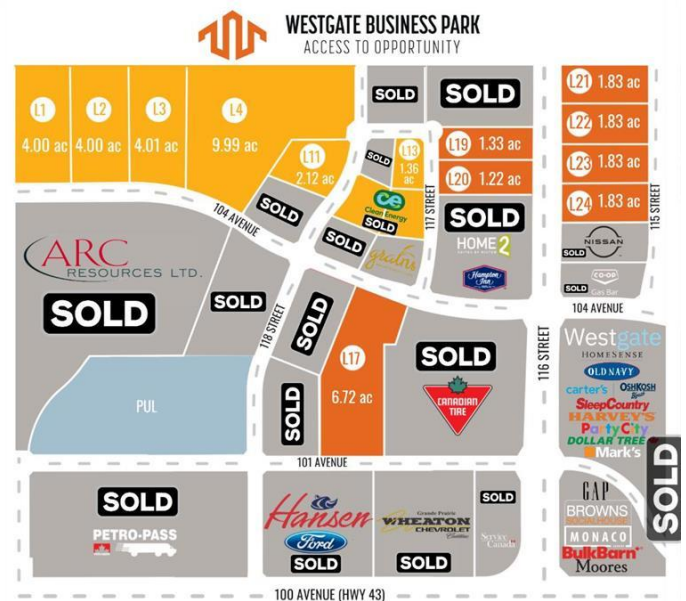 WESTGATE BUSINESS PARK
ACCESS TO OPPORTUNITY
L1
4.00 ac
L2
4.00 ac
L3
4.01 ac
L4
9.99 ac
SOLD
SOLD
L21 1.83 ac
L22 1.83 ac
L23 1.83 ac
L24 1.83 ac
L11
2.12 ac
SOLD
L13
1.36
ac
L19 1.33 ac
L20 1.22 ac
117 STREET
115 STREET
SOLD
ce
Clean Energy
SOLD
SOLD
grains
SOLD
HOME2
Hampton
Inn
SOLD
NISSAN
SOLD
CO-OP
Gas Bar
104 AVENUE
104 AVENUE
ARC
RESOURCES LTD.
SOLD
SOLD
118 STREET
SOLD
L17
6.72 ac
SOLD
CANADIAN
TIRE
116 STREET
Westgate
HOMESENSE
OLD NAVY
carter's
OSHKOSH
SleepCountry
HARVEY'S
PartyCity
DOLLAR TREE
Mark's
PUL
SOLD
101 AVENUE
SOLD
PETRO-PASS
Hansen
Ford
SOLD
Grande Prairie
WHEATON
CHEVROLET
Cadillac
SOLD
SOLD
Service
Canada
GAP
BROWNS
SOCIALHOUSE
MONACO
BulkBarn
Moores
SOLD
100 AVENUE (HWY 43)